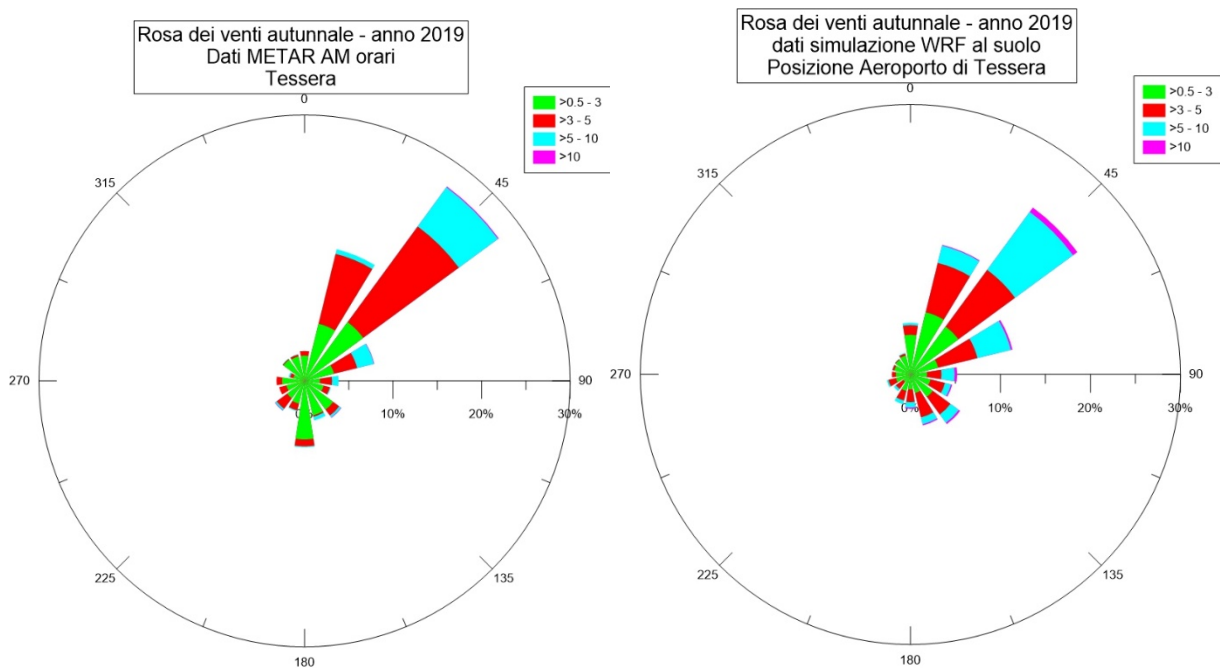 Rosa dei venti autunnale - anno 2019
Dati METAR AM orari
Tessera
>0.5 - 3
>3 - 5
>5 - 10
>10
0
45
90
135
180
225
270
315
0%
10%
20%
30%
Rosa dei venti autunnale - anno 2019
dati simulazione WRF al suolo
Posizione Aeroporto di Tessera
>0.5 - 3
>3 - 5
>5 - 10
>10
0
45
90
135
180
225
270
315
0%
10%
20%
30%